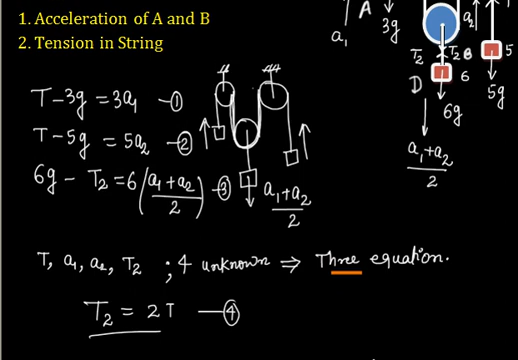 1. Acceleration of A and B
2. Tension in String
T - 3g = 3a₁ — ①
T - 5g = 5a₂ — ②
6g - T₂ = 6 (a₁ + a₂ / 2) — ③
1
a₁ + a₂ / 2
A
a₁
3g
a₂
T₂
T₂ B
5
D
6
6g
5g
a₁ + a₂ / 2
T, a₁, a₂, T₂ ; 4 unknown ⇒ Three equation.
T₂ = 2T — ④